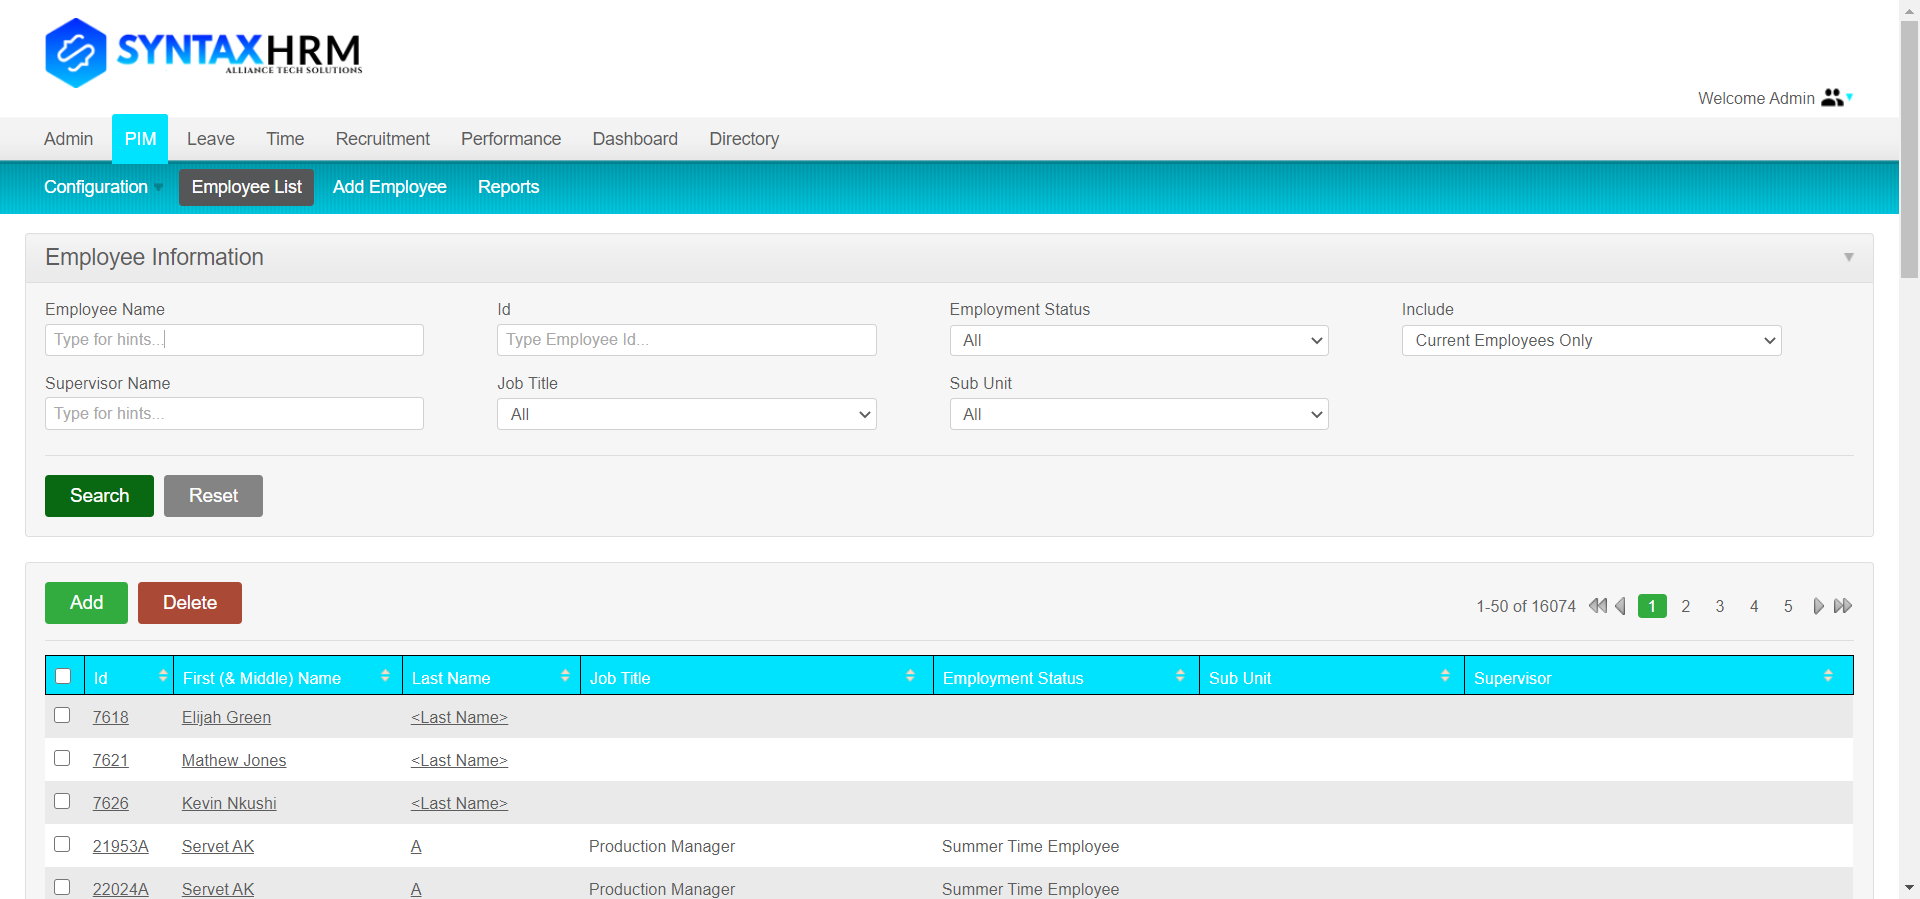 SYNTAXHRM
ALLIANCE TECH SOLUTIONS
Welcome Admin
Admin PIM Leave Time Recruitment Performance Dashboard Directory
Configuration Employee List Add Employee Reports
Employee Information
Employee Name Id Employment Status Include
Type for hints... Type Employee Id... All Current Employees Only
Supervisor Name Job Title Sub Unit
Type for hints... All All
Search Reset
Add Delete 1-50 of 16074 1 2 3 4 5
Id First (& Middle) Name Last Name Job Title Employment Status Sub Unit Supervisor
7618 Elijah Green <Last Name>
7621 Mathew Jones <Last Name>
7626 Kevin Nkushi <Last Name>
21953A Servet AK A Production Manager Summer Time Employee
22024A Servet AK A Production Manager Summer Time Employee